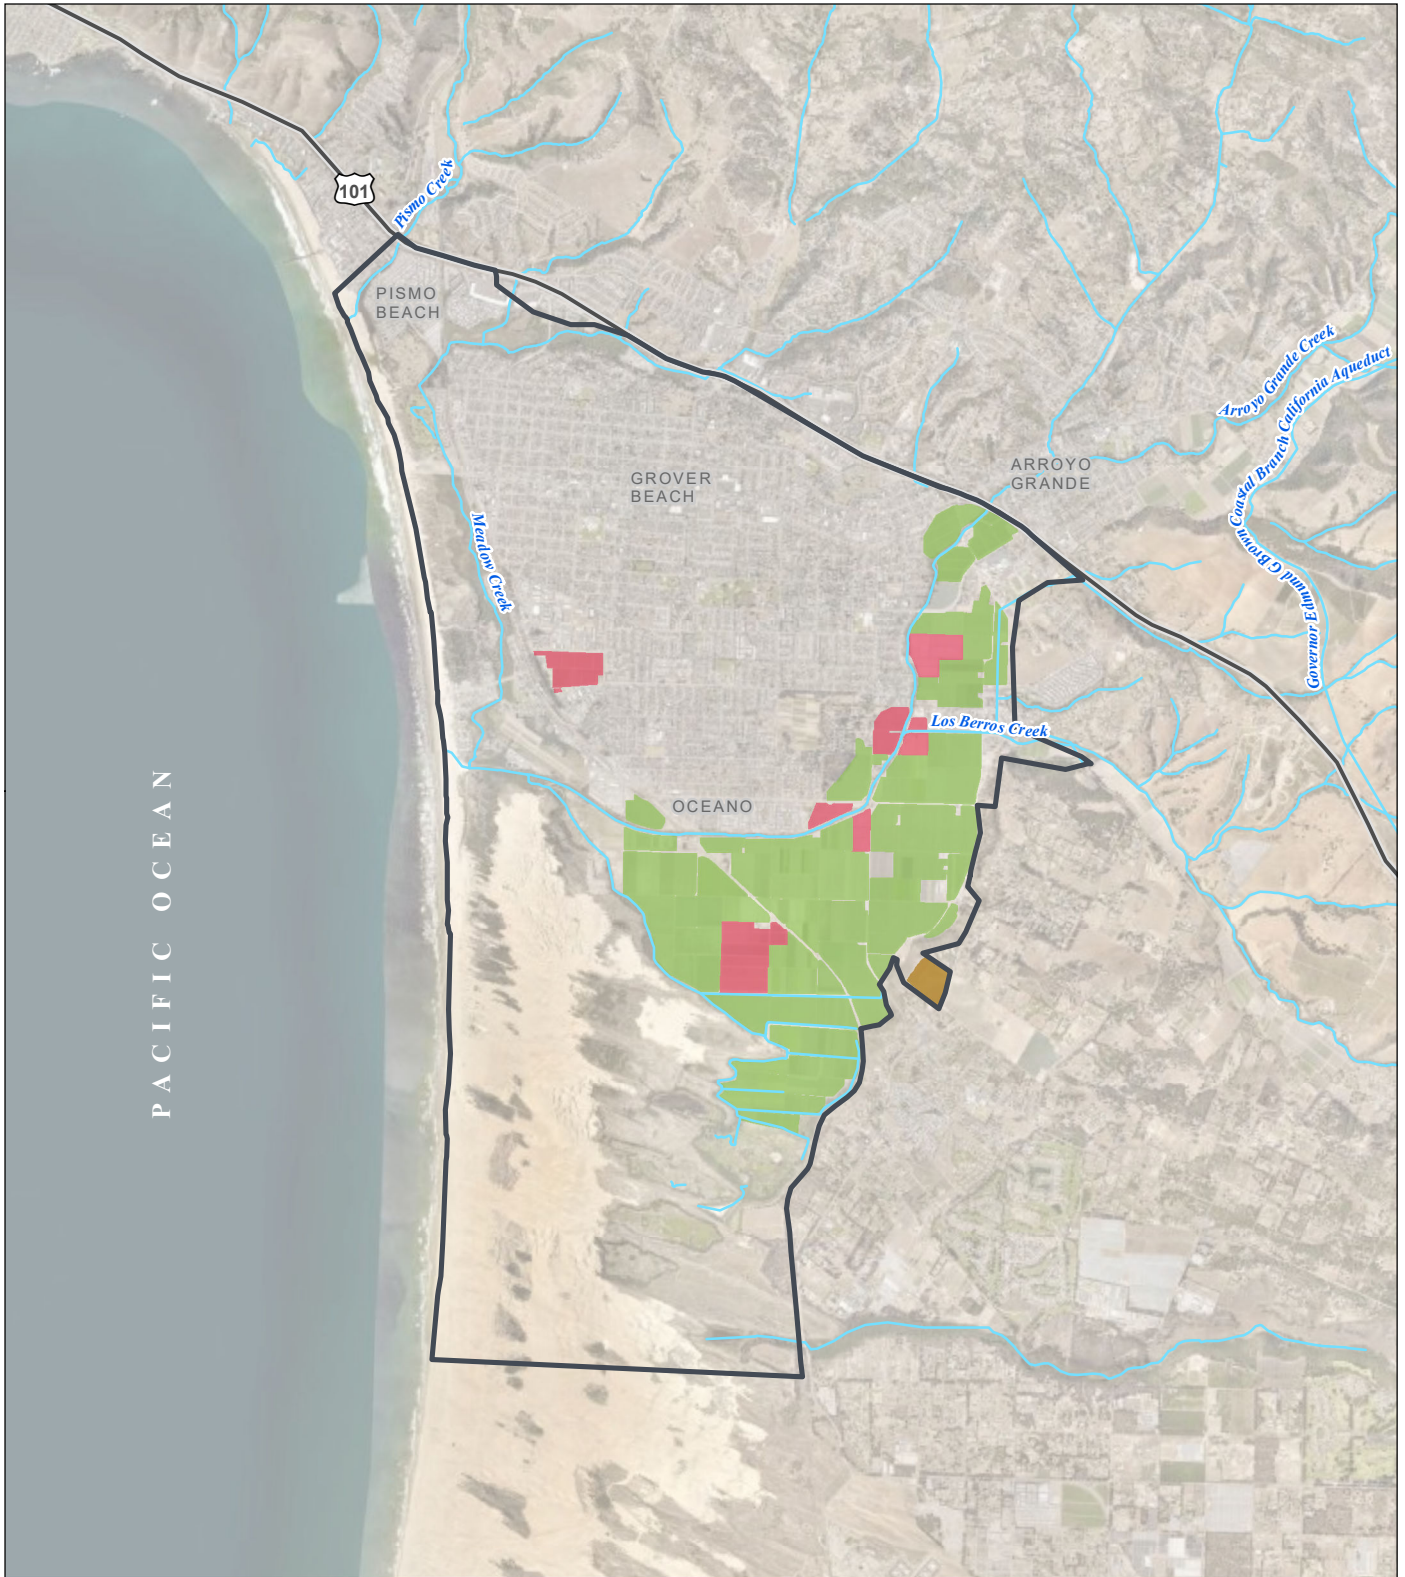 101
Pismo Creek
PISMO
BEACH
Arroyo Grande Creek
Governor Edmund G Brown Coastal Branch California Aqueduct
ARROYO
GRANDE
GROVER
BEACH
Meadow Creek
Los Berros Creek
OCEANO
PACIFIC OCEAN